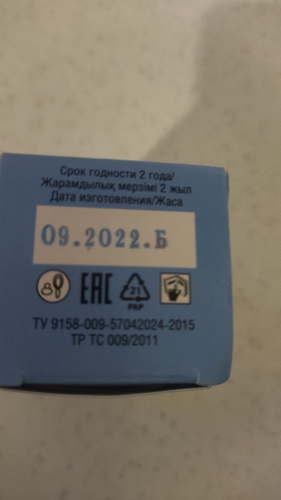 Срок годности 2 года/
Жарамдылық мерзімі 2 жыл
Дата изготовления/Жаса
09.2022.Б
ЕАС 21
PAP
ТУ 9158-009-57042024-2015
ТР ТС 009/2011